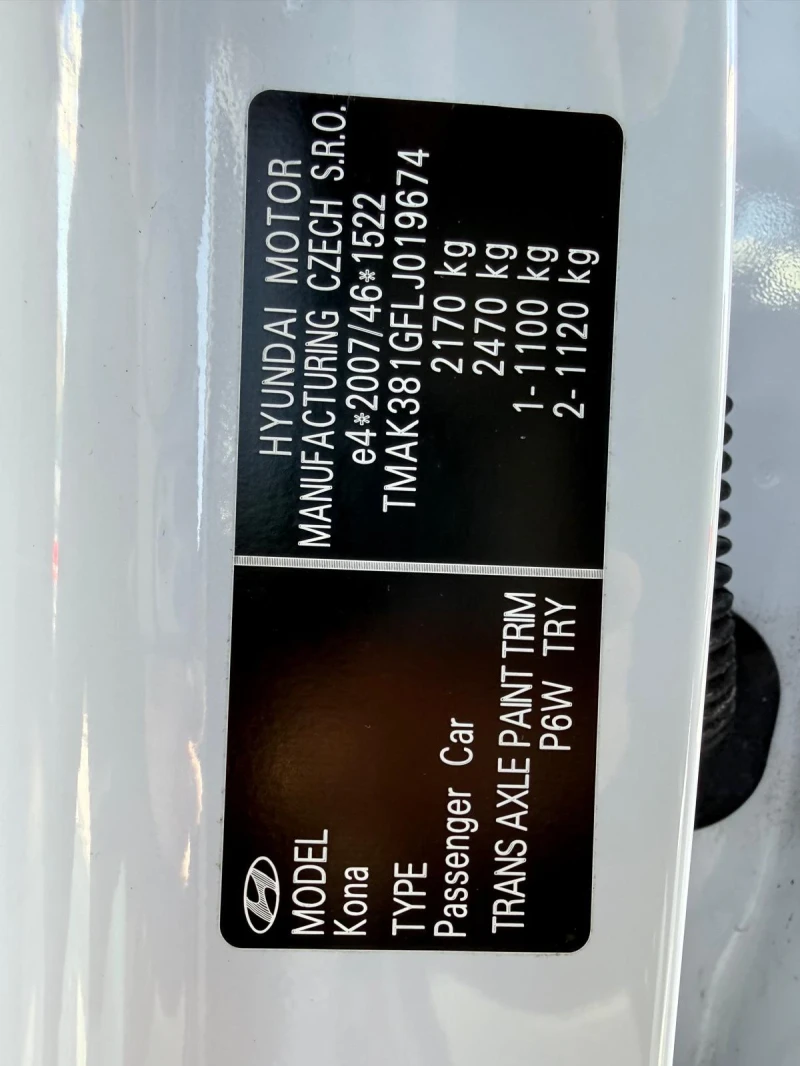 MODEL
Kona
TYPE
Passenger Car
TRANS AXLE PAINT TRIM
P6W TRY
HYUNDAI MOTOR
MANUFACTURING CZECH S.R.O.
e4*2007/46*1522
TMAK381GFLJ019674
2170 kg
2470 kg
1- 1100 kg
2- 1120 kg